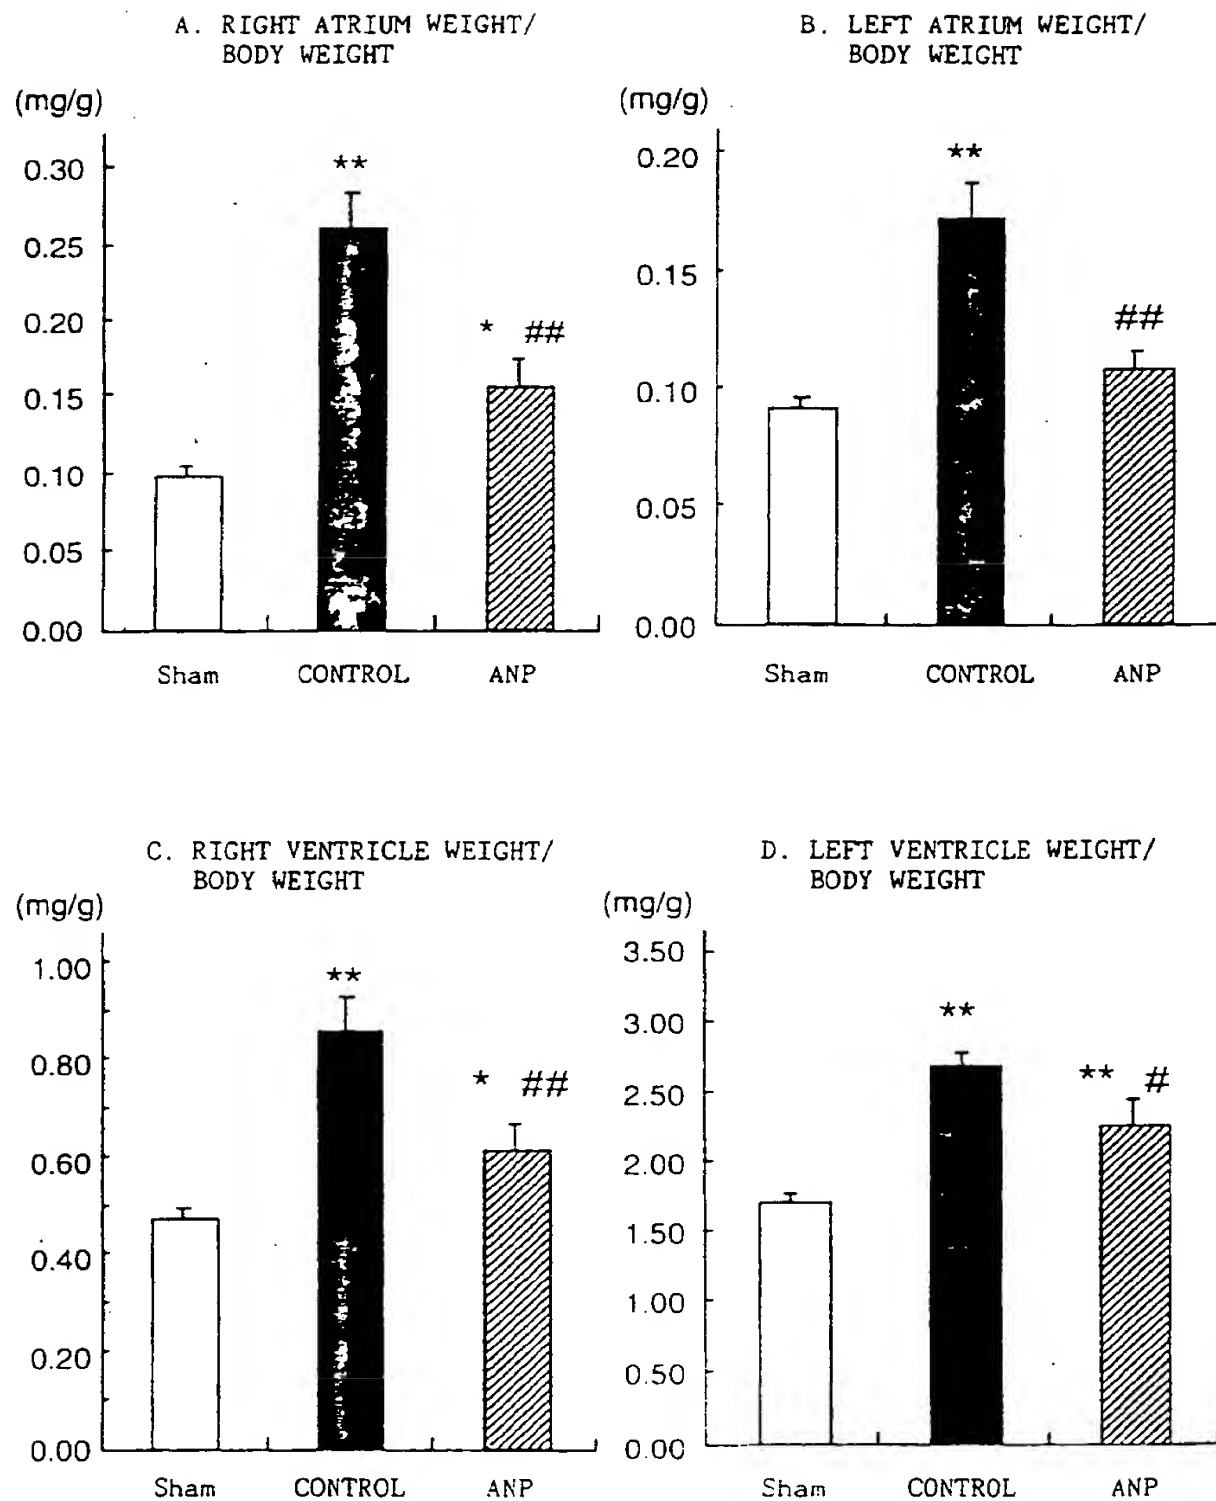 A. RIGHT ATRIUM WEIGHT/
BODY WEIGHT
(mg/g)
0.30
0.25
0.20
0.15
0.10
0.05
0.00
**
* ##
Sham CONTROL ANP
B. LEFT ATRIUM WEIGHT/
BODY WEIGHT
(mg/g)
0.20
0.15
0.10
0.05
0.00
**
##
Sham CONTROL ANP
C. RIGHT VENTRICLE WEIGHT/
BODY WEIGHT
(mg/g)
1.00
0.80
0.60
0.40
0.20
0.00
**
* ##
Sham CONTROL ANP
D. LEFT VENTRICLE WEIGHT/
BODY WEIGHT
(mg/g)
3.50
3.00
2.50
2.00
1.50
1.00
0.50
0.00
**
** #
Sham CONTROL ANP